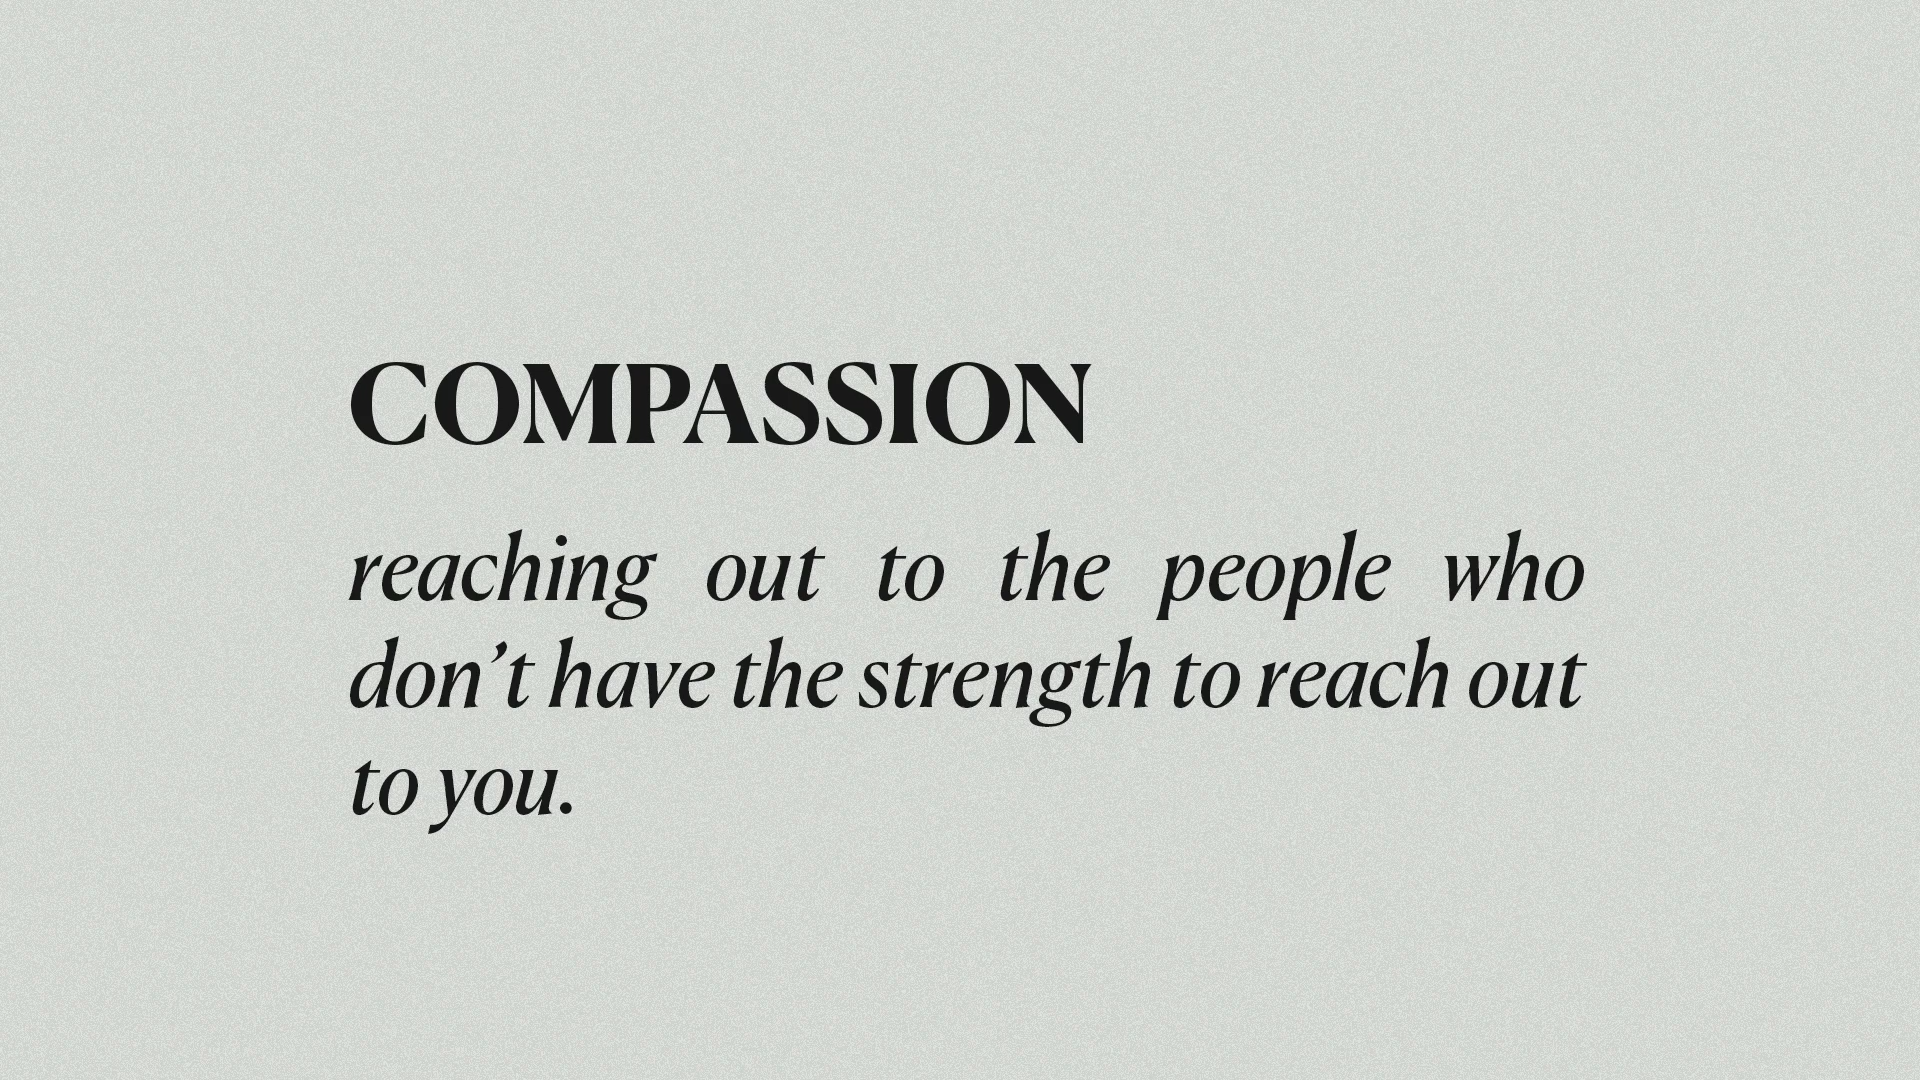 COMPASSION
reaching out to the people who
don’t have the strength to reach out
to you.